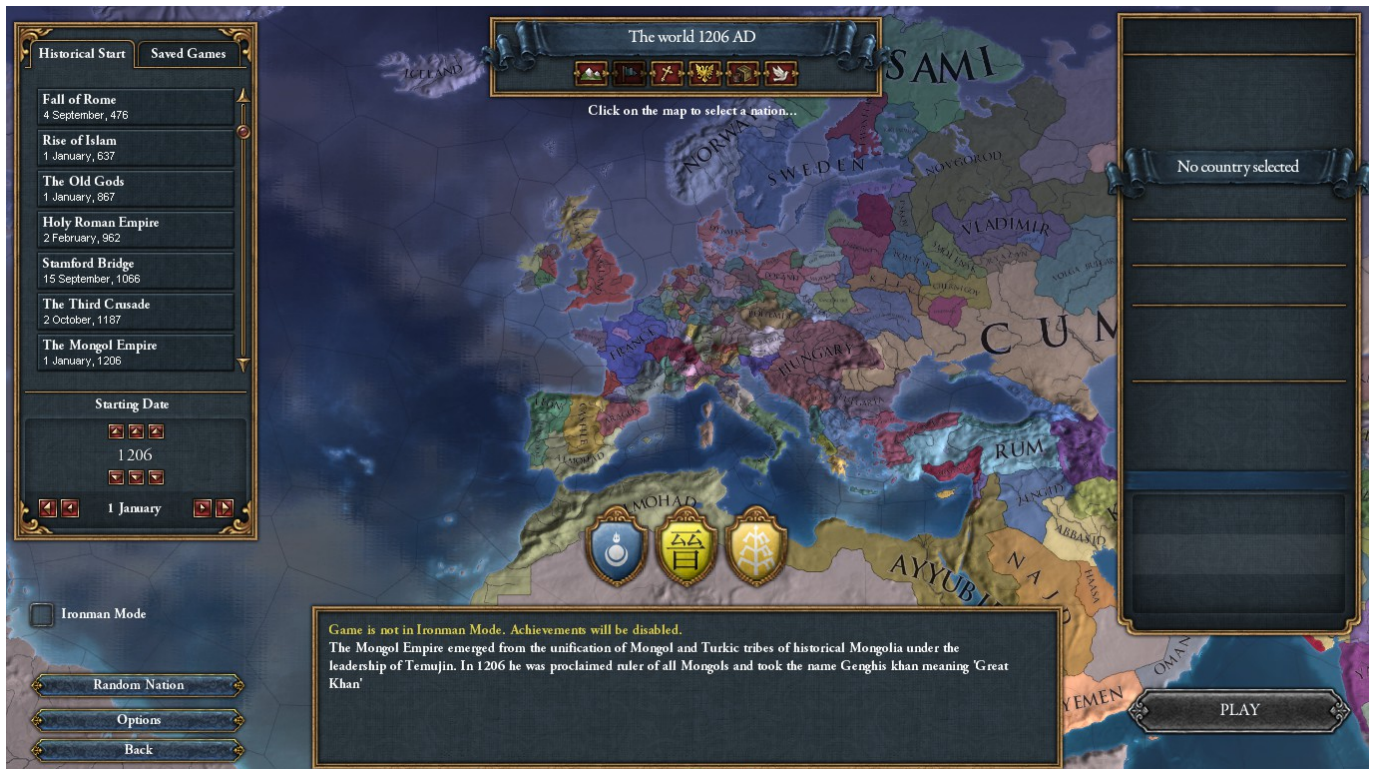 Historical Start
Saved Games
Fall of Rome
4 September, 476
Rise of Islam
1 January, 637
The Old Gods
1 January, 867
Holy Roman Empire
2 February, 962
Stamford Bridge
15 September, 1066
The Third Crusade
2 October, 1187
The Mongol Empire
1 January, 1206
Starting Date
1206
1 January
Ironman Mode
Random Nation
Options
Back
The world 1206 AD
Click on the map to select a nation...
ICELAND
SAMI
SWEDEN
NOVGOROD
VLADIMIR
HUNGARY
RUM
ABBASID
NAJD
HAASA
OMAN
YEMEN
晉
Game is not in Ironman Mode. Achievements will be disabled.
The Mongol Empire emerged from the unification of Mongol and Turkic tribes of historical Mongolia under the
leadership of Temujin. In 1206 he was proclaimed ruler of all Mongols and took the name Genghis khan meaning 'Great
Khan'
No country selected
PLAY